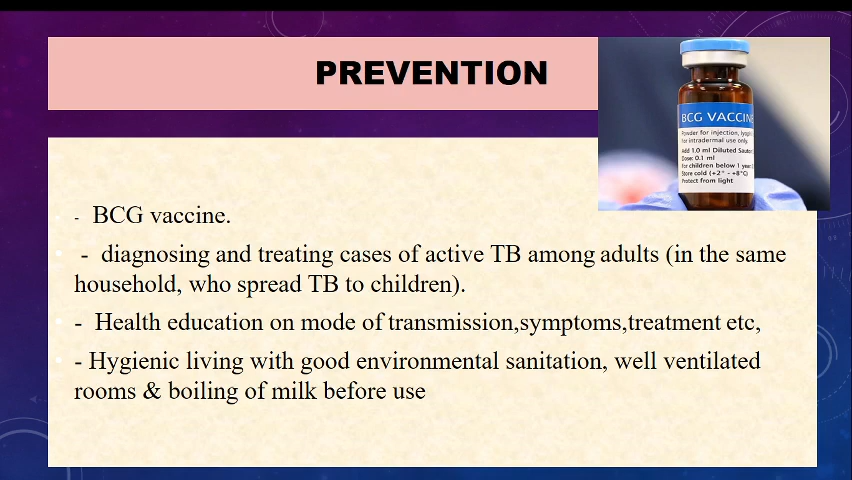 PREVENTION
BCG VACCINE
Powder for injection,
For intradermal use only.
Add 1.0 ml Diluted
Dose: 0.1 ml
For children below 1 year
Store cold (+2° - +8°C)
Protect from light
- BCG vaccine.
- diagnosing and treating cases of active TB among adults (in the same
household, who spread TB to children).
- Health education on mode of transmission,symptoms,treatment etc,
- Hygienic living with good environmental sanitation, well ventilated
rooms & boiling of milk before use